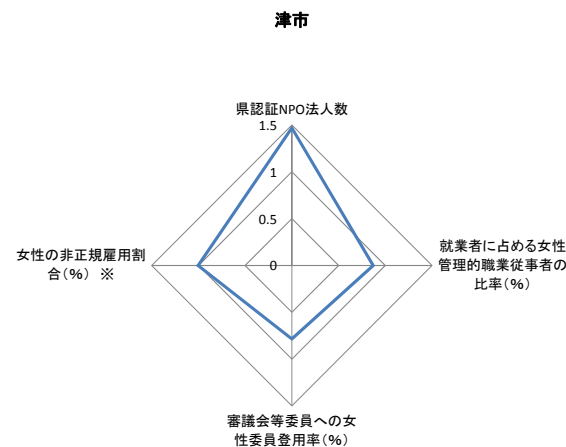 津市
県認証NPO法人数
1.5
1
0.5
0
就業者に占める女性
管理的職業従事者の
比率(%)
女性の非正規雇用割
合(%) ※
審議会等委員への女
性委員登用率(%)